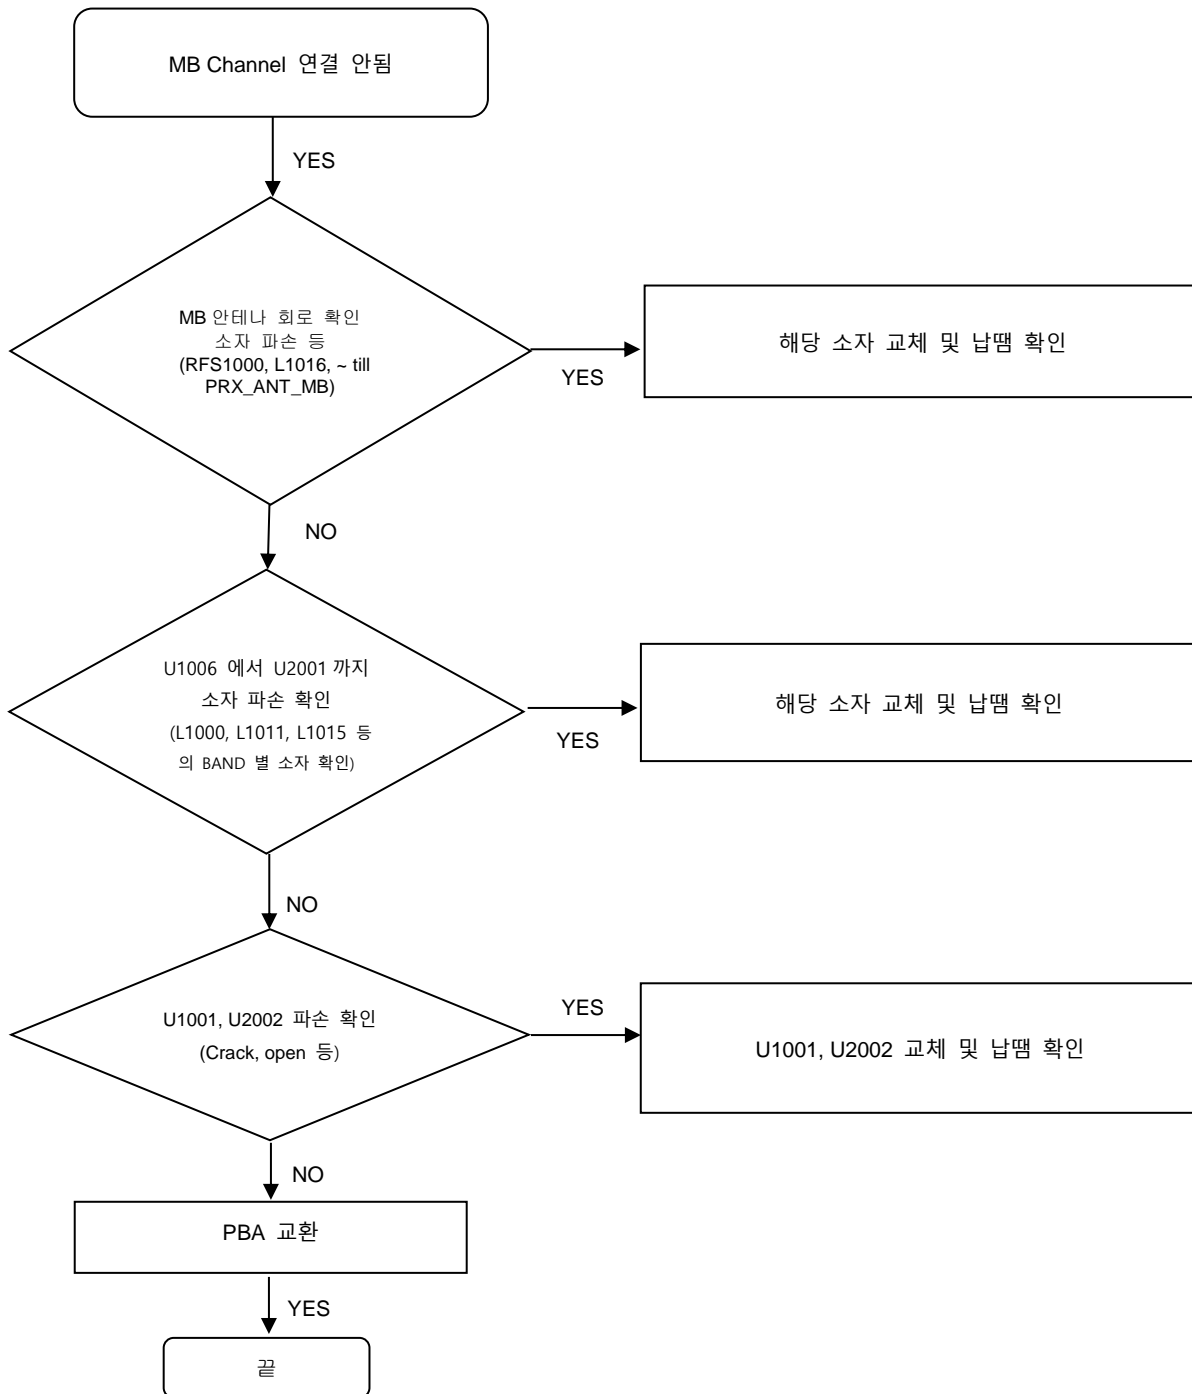 MB Channel 연결 안됨
YES
MB 안테나 회로 확인
소자 파손 등
(RFS1000, L1016, ~ till
PRX_ANT_MB)
YES
해당 소자 교체 및 납땜 확인
NO
U1006 에서 U2001 까지
소자 파손 확인
(L1000, L1011, L1015 등
의 BAND 별 소자 확인)
YES
해당 소자 교체 및 납땜 확인
NO
U1001, U2002 파손 확인
(Crack, open 등)
YES
U1001, U2002 교체 및 납땜 확인
NO
PBA 교환
YES
끝